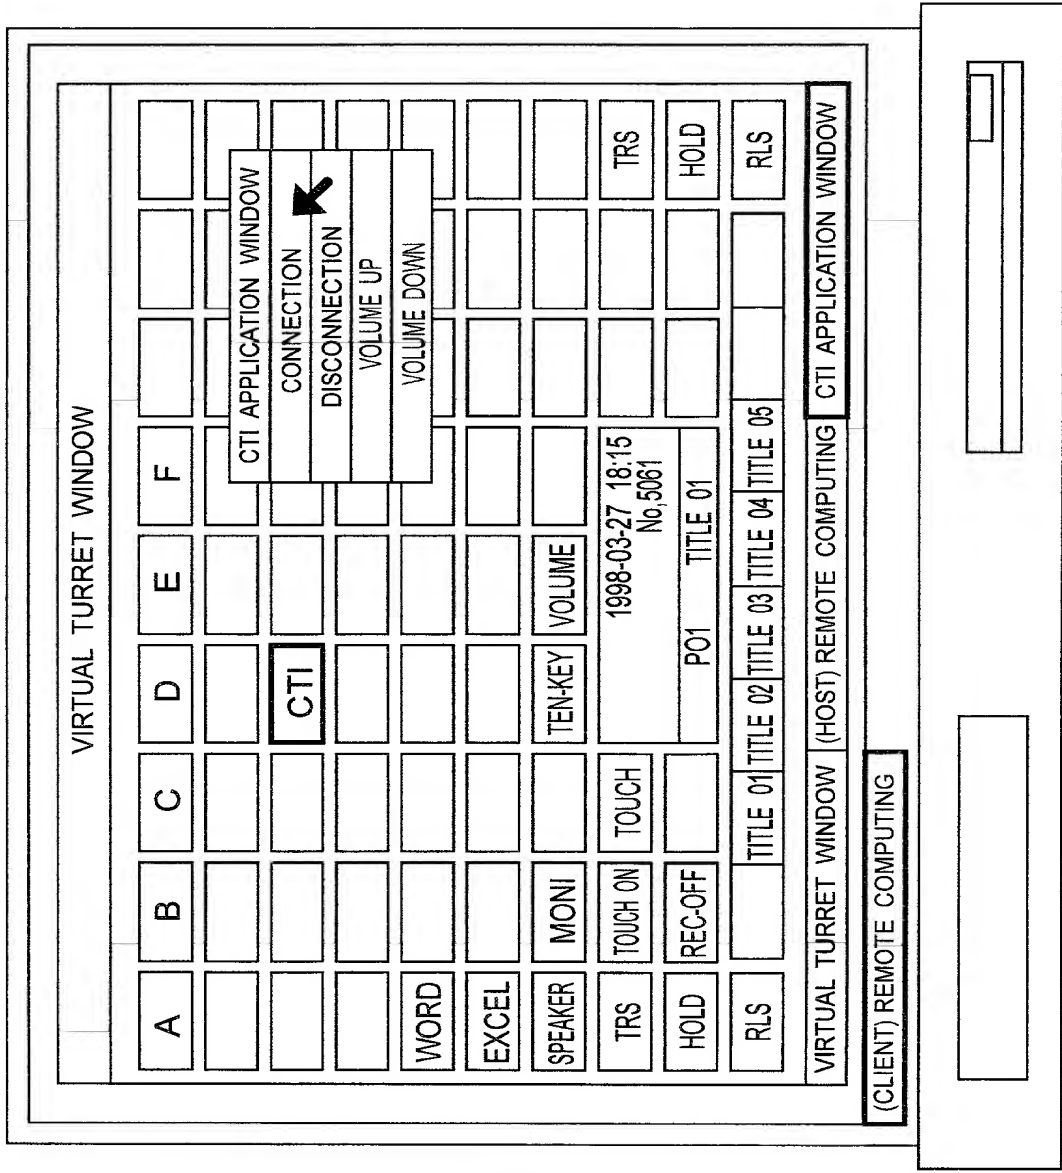 VIRTUAL TURRET WINDOW
A B C D E F
CTI APPLICATION WINDOW
CTI
CONNECTION
DISCONNECTION
VOLUME UP
VOLUME DOWN
WORD
EXCEL
SPEAKER MONI TEN-KEY VOLUME
TRS TOUCH ON TOUCH 1998-03-27 18:15 TRS
No,5061
HOLD REC-OFF PO1 TITLE 01 HOLD
RLS TITLE 01 TITLE 02 TITLE 03 TITLE 04 TITLE 05 RLS
VIRTUAL TURRET WINDOW (HOST) REMOTE COMPUTING CTI APPLICATION WINDOW
(CLIENT) REMOTE COMPUTING